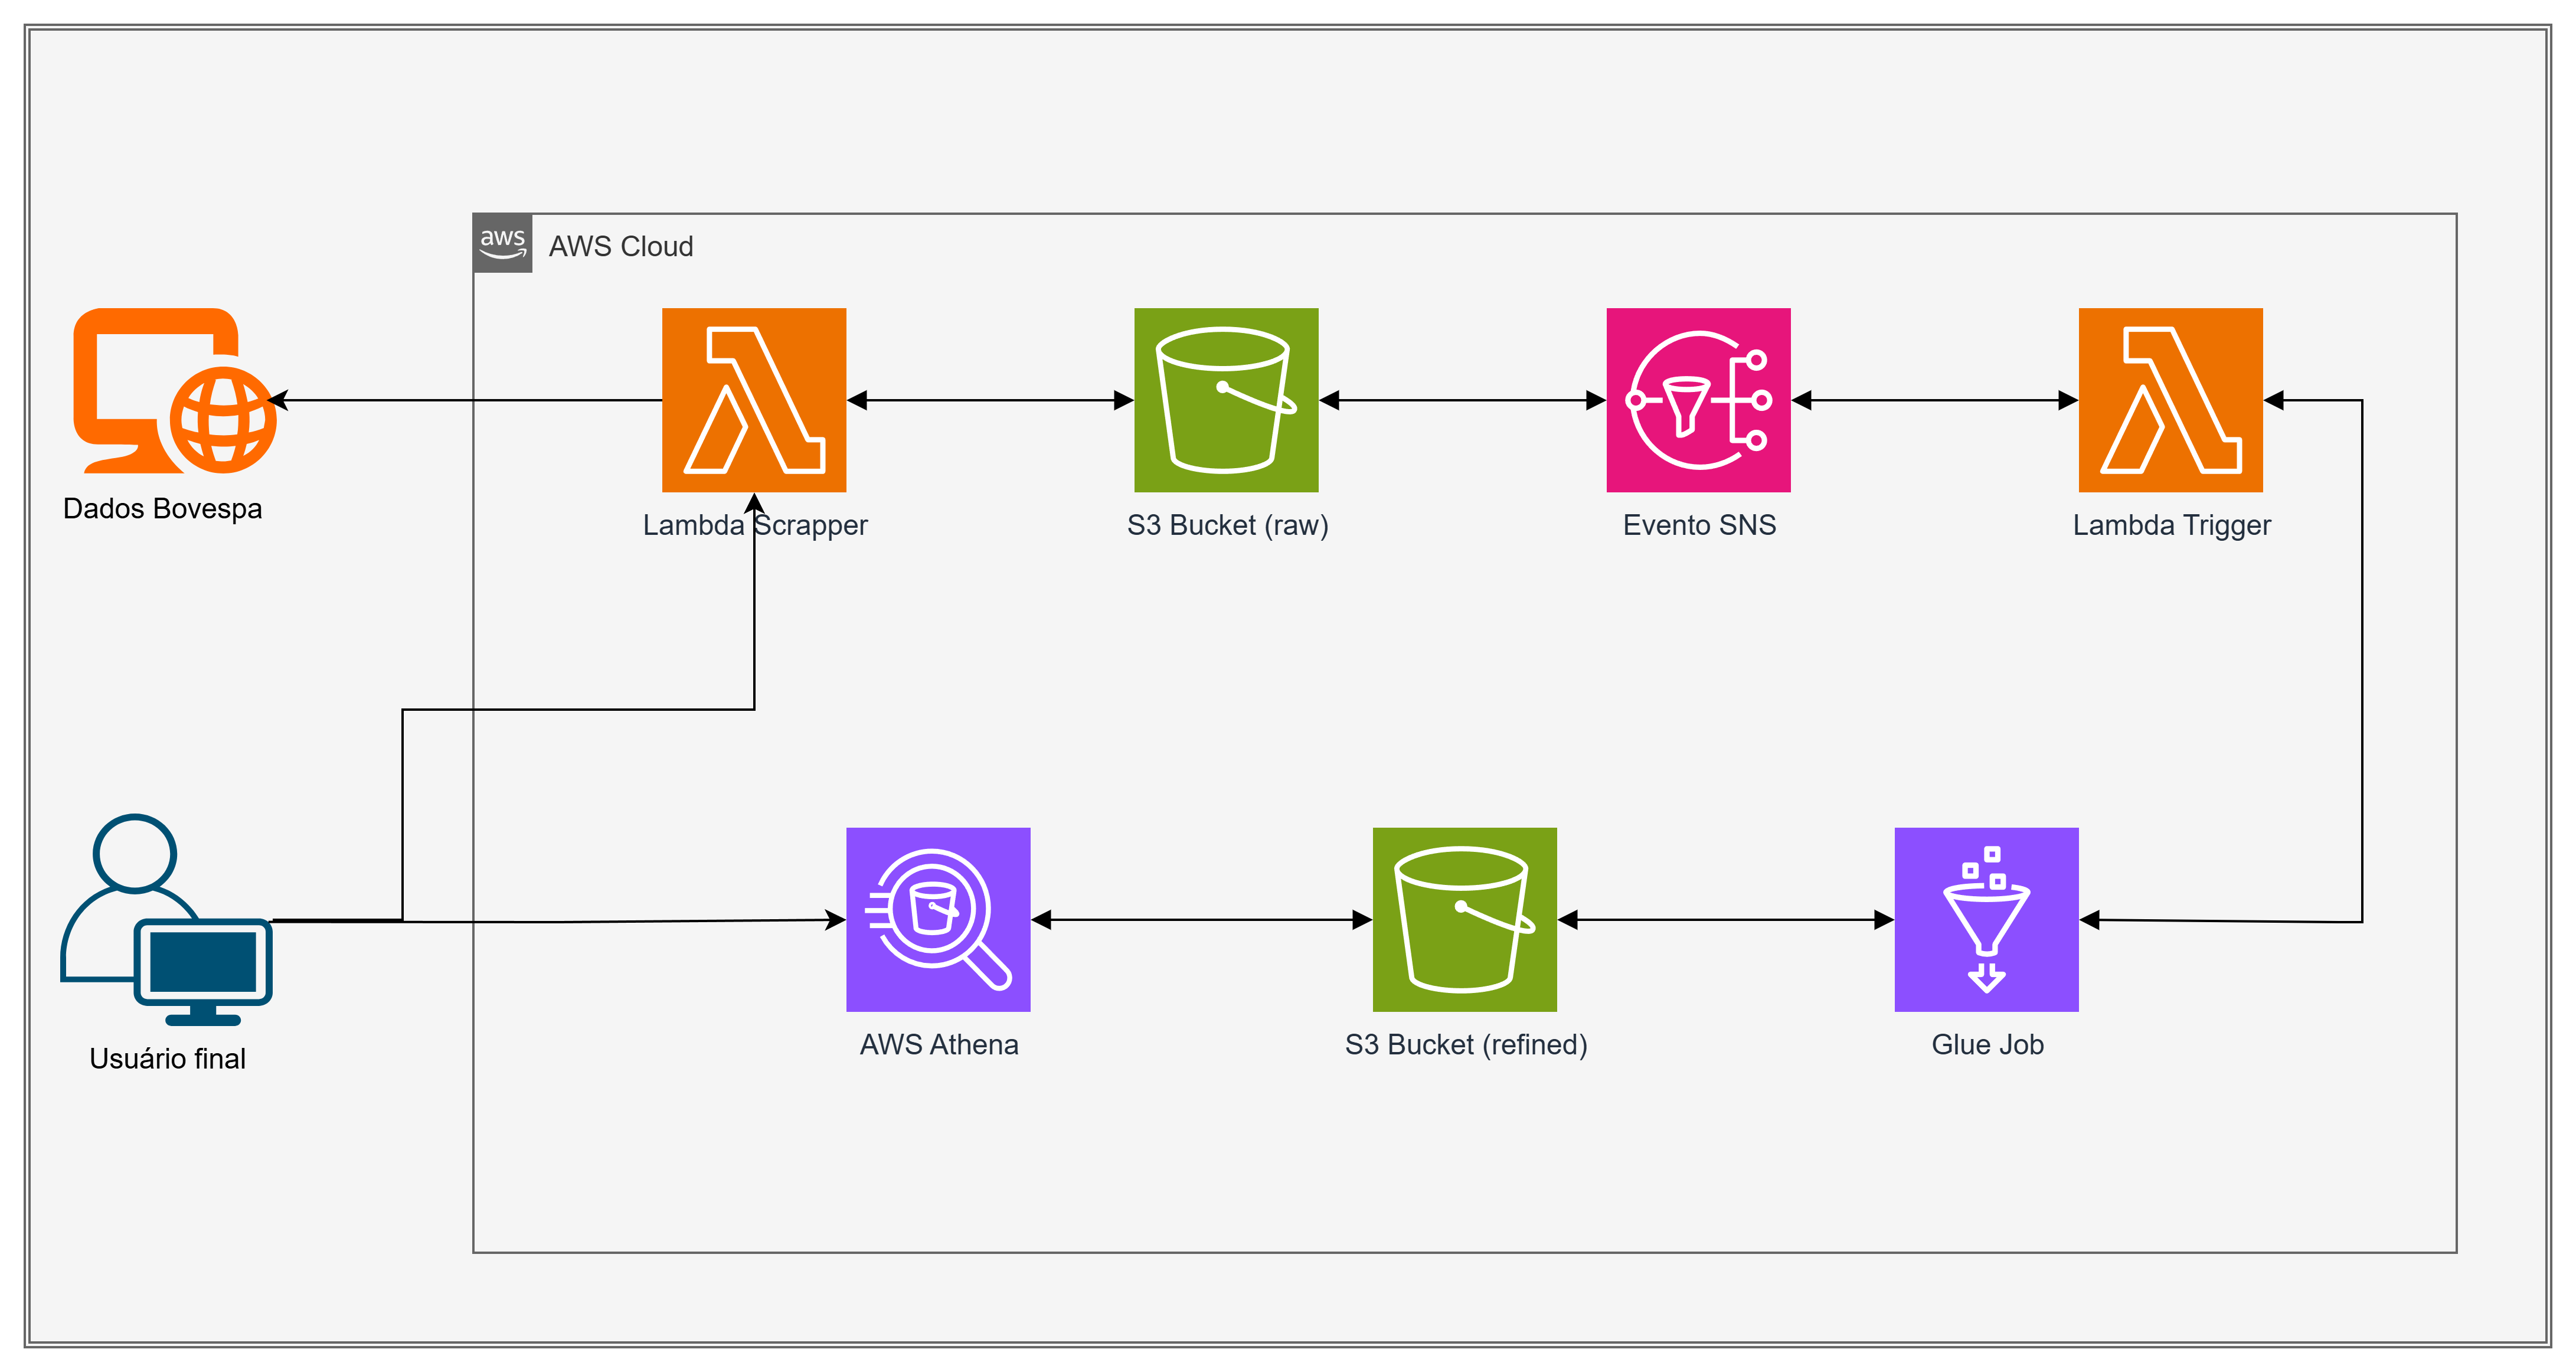 aws
AWS Cloud
Dados Bovespa
Lambda Scrapper
S3 Bucket (raw)
Evento SNS
Lambda Trigger
Usuário final
AWS Athena
S3 Bucket (refined)
Glue Job